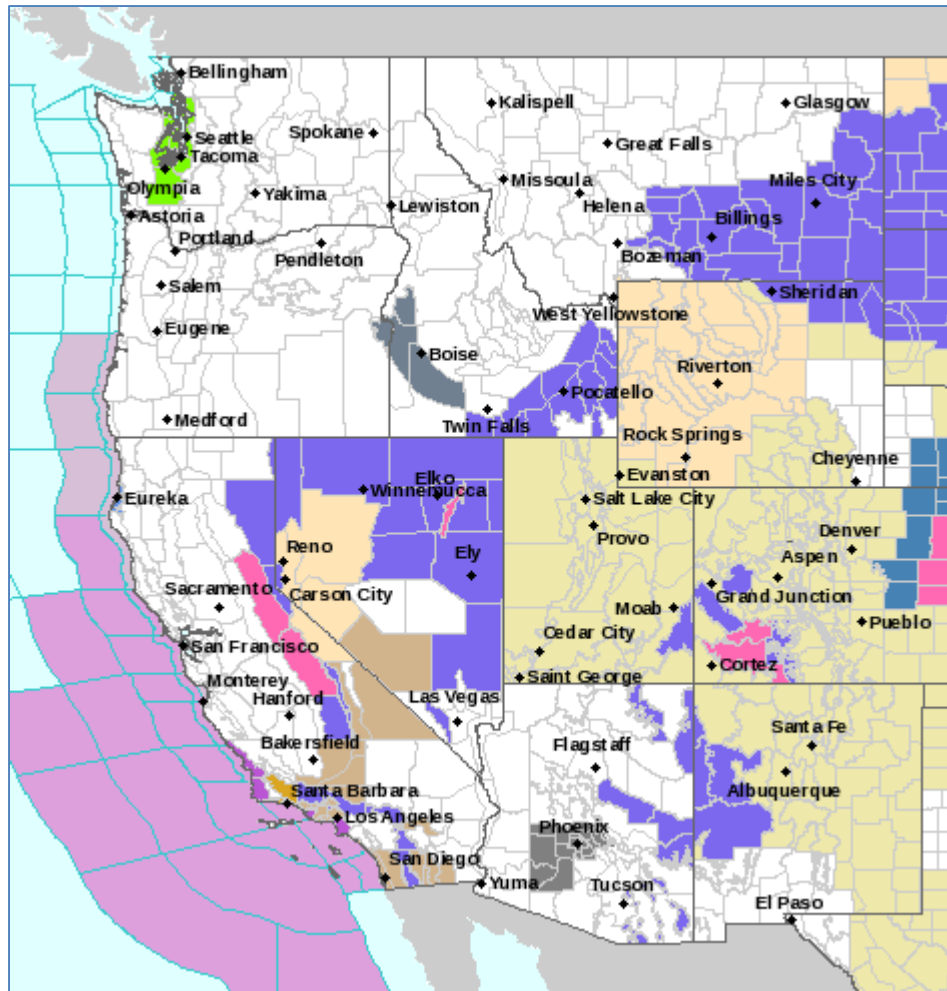 Bellingham
Kalispell
Glasgow
Seattle
Spokane
Great Falls
Tacoma
Missoula
Miles City
Olympia
Yakima
Lewiston
Helena
Billings
Astoria
Portland
Pendleton
Bozeman
Salem
Sheridan
West Yellowstone
Eugene
Boise
Riverton
Pocatello
Medford
Twin Falls
Rock Springs
Cheyenne
Elko
Evanston
Eureka
Winnemucca
Salt Lake City
Provo
Denver
Reno
Ely
Aspen
Sacramento
Carson City
Grand Junction
Moab
Pueblo
San Francisco
Cedar City
Cortez
Saint George
Monterey
Hanford
Las Vegas
Santa Fe
Bakersfield
Flagstaff
Albuquerque
Santa Barbara
Los Angeles
Phoenix
San Diego
Yuma
Tucson
El Paso